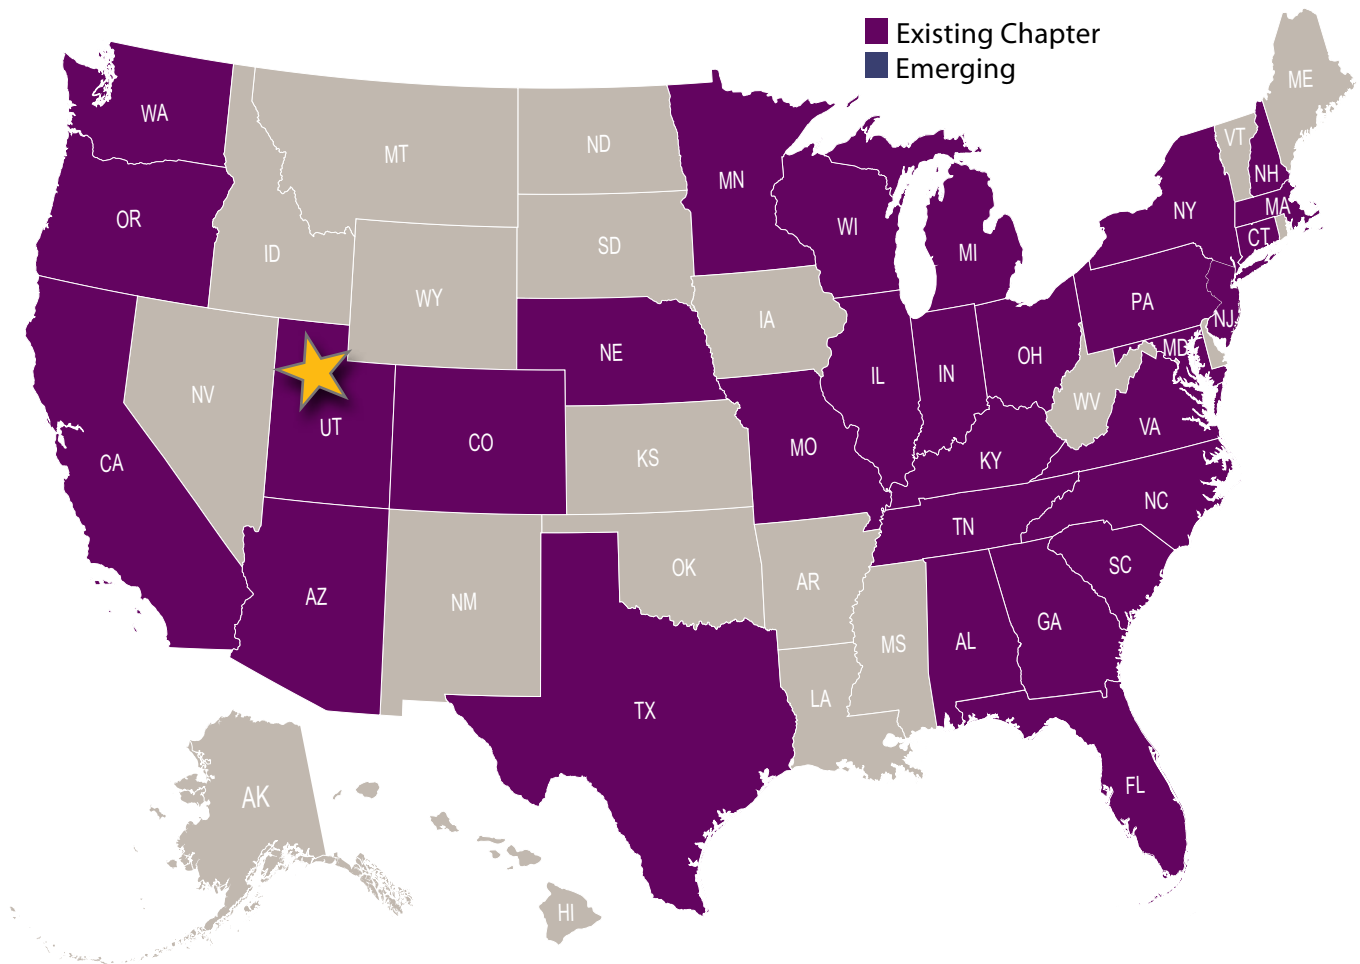 Existing Chapter
Emerging
ME
WA
VT
MT
ND
NH
MN
MA
NY
OR
WI
CT
SD
ID
MI
WY
PA
IA
NJ
MD
NE
OH
IL
IN
NV
WV
UT
VA
CO
MO
KS
KY
CA
NC
TN
OK
SC
AR
AZ
NM
GA
AL
MS
LA
TX
FL
AK
HI